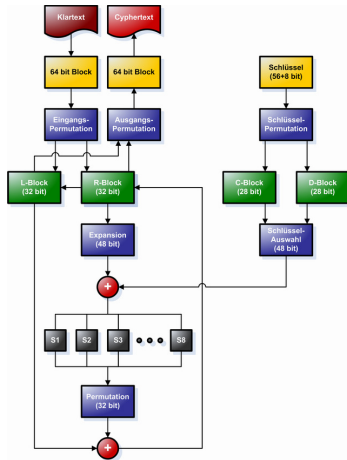 Klartext
Cyphertext
64 bit Block
64 bit Block
Schlüssel
(56+8 bit)
Eingangs-
Permutation
Ausgangs-
Permutation
Schlüssel-
Permutation
L-Block
(32 bit)
R-Block
(32 bit)
C-Block
(28 bit)
D-Block
(28 bit)
Expansion
(48 bit)
Schlüssel-
Auswahl
(48 bit)
+
S1
S2
S3
S8
Permutation
(32 bit)
+